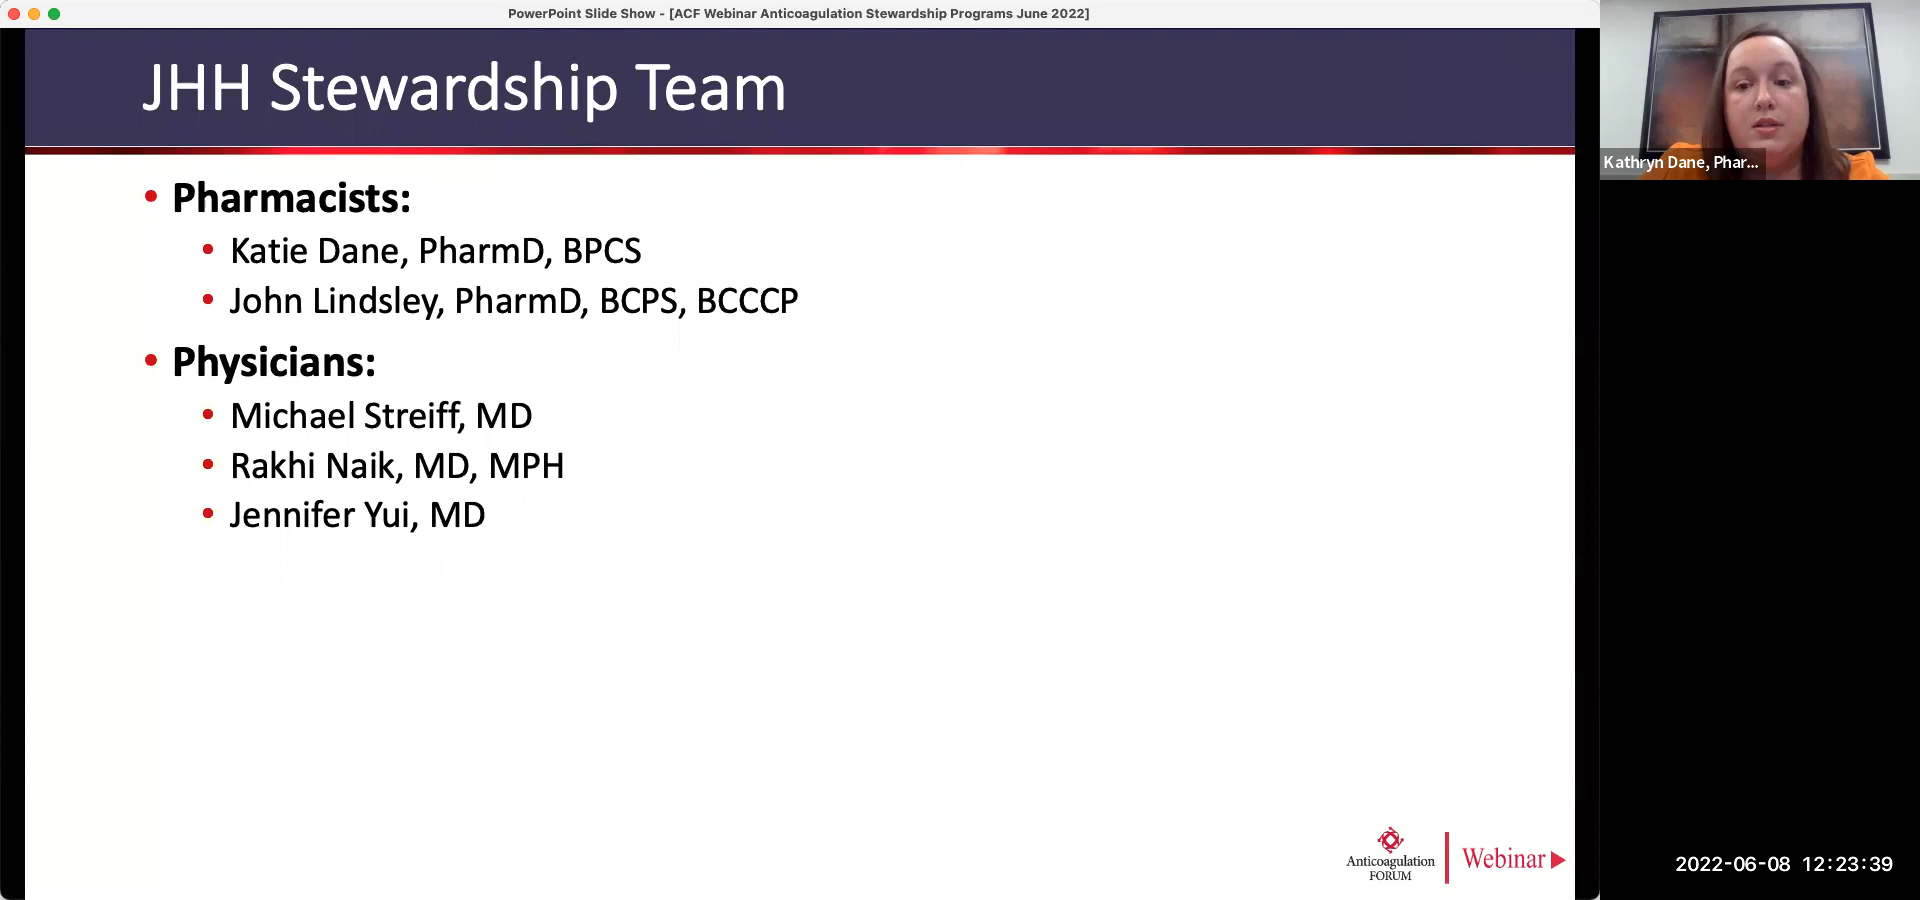 PowerPoint Slide Show - [ACF Webinar Anticoagulation Stewardship Programs June 2022]
JHH Stewardship Team
• Pharmacists:
• Katie Dane, PharmD, BPCS
• John Lindsley, PharmD, BCPS, BCCCP
• Physicians:
• Michael Streiff, MD
• Rakhi Naik, MD, MPH
• Jennifer Yui, MD
Anticoagulation
FORUM
Webinar
Kathryn Dane, Phar...
2022-06-08 12:23:39